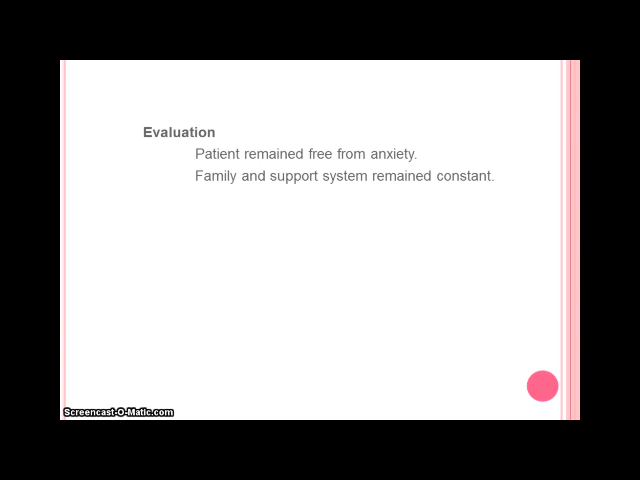 Evaluation
Patient remained free from anxiety.
Family and support system remained constant.
Screencast-O-Matic.com